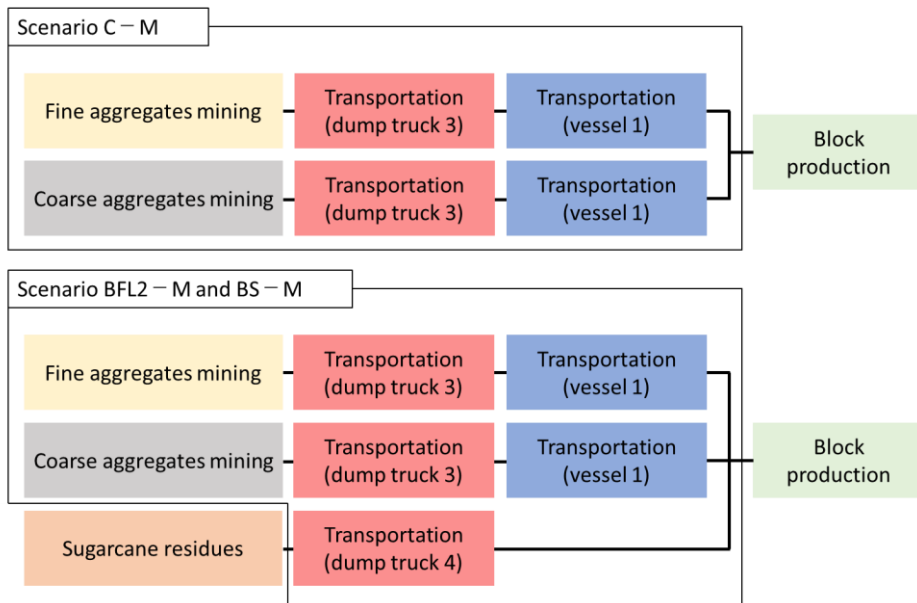 Scenario C – M
Fine aggregates mining
Transportation
(dump truck 3)
Transportation
(vessel 1)
Coarse aggregates mining
Transportation
(dump truck 3)
Transportation
(vessel 1)
Block
production
Scenario BFL2 – M and BS – M
Fine aggregates mining
Transportation
(dump truck 3)
Transportation
(vessel 1)
Coarse aggregates mining
Transportation
(dump truck 3)
Transportation
(vessel 1)
Block
production
Sugarcane residues
Transportation
(dump truck 4)